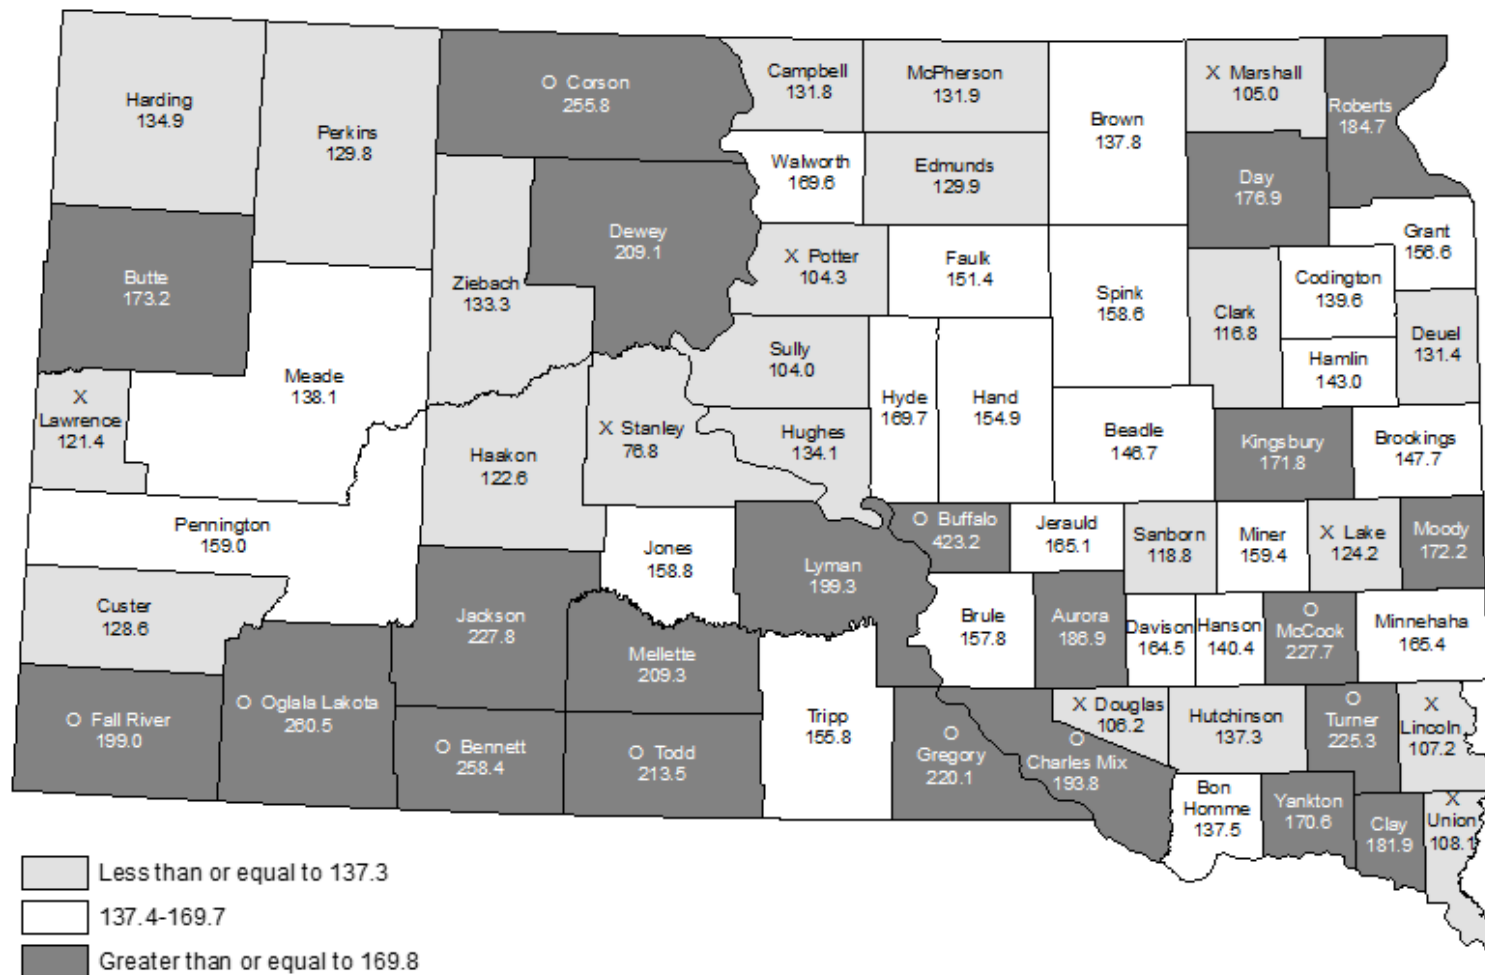 Harding
134.9
Perkins
129.8
O Corson
255.8
Campbell
131.8
McPherson
131.9
Brown
137.8
X Marshall
105.0
Roberts
184.7
Walworth
169.6
Edmunds
129.9
Day
176.9
Butte
173.2
Ziebach
133.3
Dewey
209.1
X Potter
104.3
Faulk
151.4
Spink
158.6
Clark
116.8
Codington
139.6
Grant
156.6
Meade
138.1
Sully
104.0
Hyde
169.7
Hand
154.9
Hamlin
143.0
Deuel
131.4
X
Lawrence
121.4
Haakon
122.6
X Stanley
76.8
Hughes
134.1
Beadle
146.7
Kingsbury
171.8
Brookings
147.7
Pennington
159.0
Jones
158.8
Lyman
199.3
O Buffalo
423.2
Jerauld
165.1
Sanborn
118.8
Miner
159.4
X Lake
124.2
Moody
172.2
Custer
128.6
Jackson
227.8
Mellette
209.3
Brule
157.8
Aurora
186.9
Davison
164.5
Hanson
140.4
O
McCook
227.7
Minnehaha
165.4
O Fall River
199.0
O Oglala Lakota
260.5
O Bennett
258.4
O Todd
213.5
Tripp
155.8
O
Gregory
220.1
O
Charles Mix
193.8
X Douglas
106.2
Hutchinson
137.3
O
Turner
225.3
X
Lincoln
107.2
Bon
Homme
137.5
Yankton
170.6
Clay
181.9
X
Union
108.1
Less than or equal to 137.3
137.4-169.7
Greater than or equal to 169.8